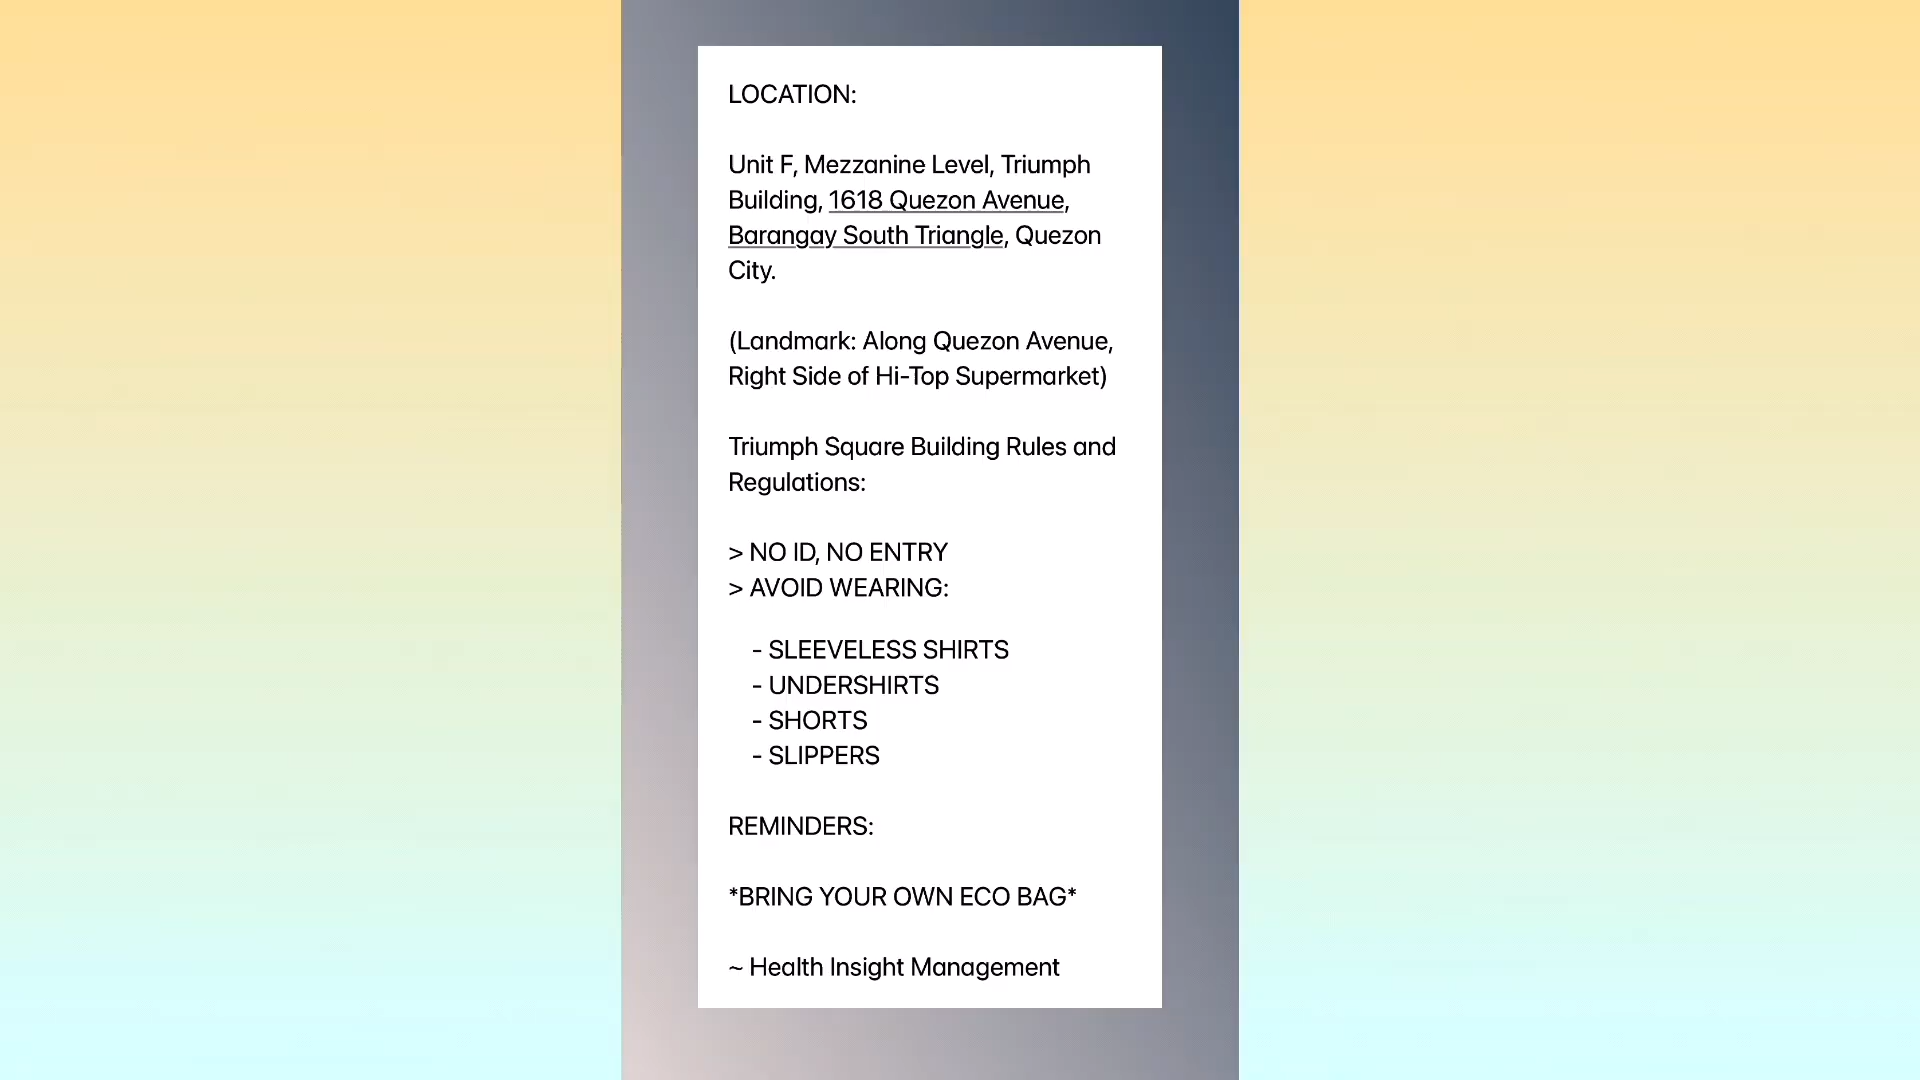 LOCATION:
Unit F, Mezzanine Level, Triumph
Building, 1618 Quezon Avenue,
Barangay South Triangle, Quezon
City.
(Landmark: Along Quezon Avenue,
Right Side of Hi-Top Supermarket)
Triumph Square Building Rules and
Regulations:
> NO ID, NO ENTRY
> AVOID WEARING:
- SLEEVELESS SHIRTS
- UNDERSHIRTS
- SHORTS
- SLIPPERS
REMINDERS:
*BRING YOUR OWN ECO BAG*
~ Health Insight Management